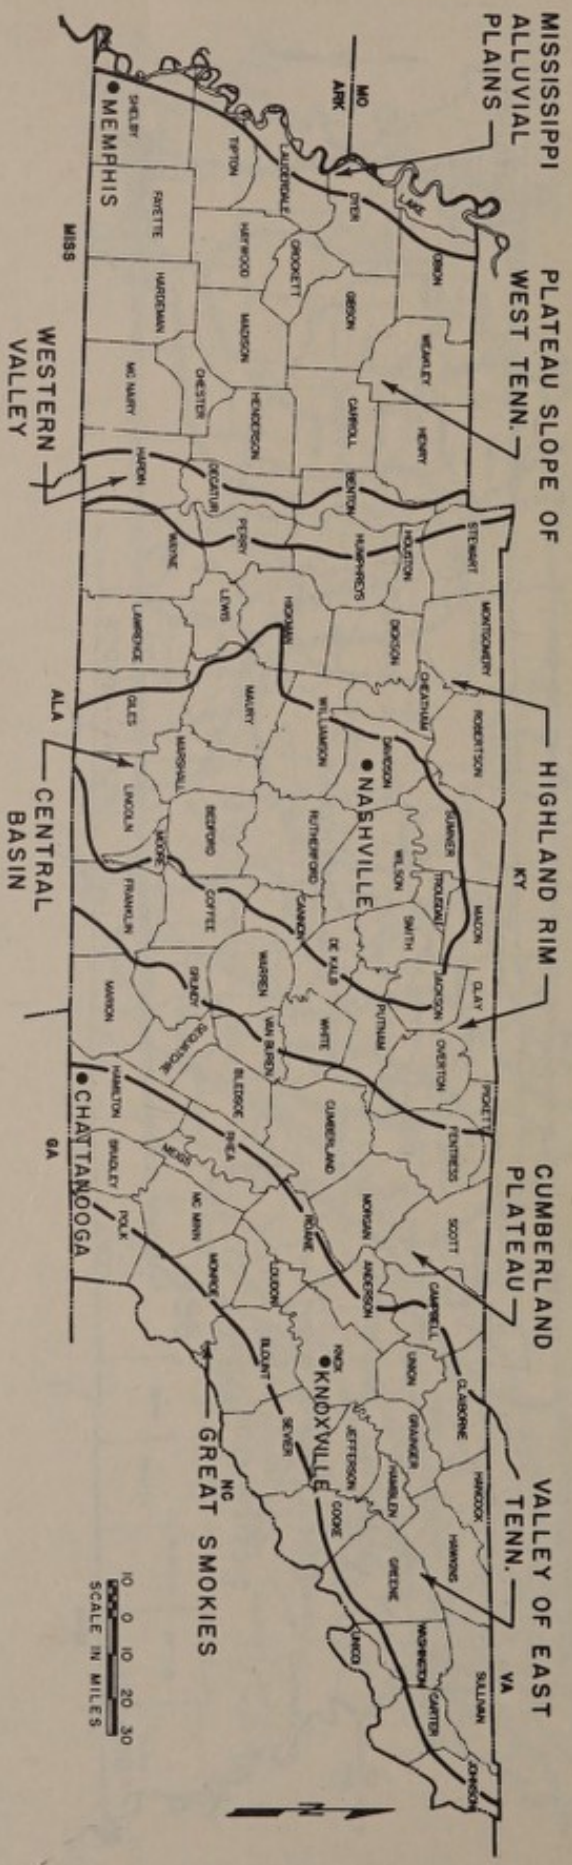 MISSISSIPPI
ALLUVIAL
PLAINS
PLATEAU SLOPE OF
WEST TENN.
HIGHLAND RIM
CUMBERLAND
PLATEAU
VALLEY OF EAST
TENN.
MO
ARK
KY
VA
LAKE
OBION
WEAKLEY
HENRY
STEWART
MONTGOMERY
ROBERTSON
SUMNER
TROUSDALE
MACON
CLAY
PICKETT
FENTRESS
SCOTT
CAMPBELL
CLAIBORNE
HANCOCK
HAWKINS
SULLIVAN
JOHNSON
DYER
GIBSON
CARROLL
BENTON
HOUSTON
HUMPHREYS
DICKSON
CHEATHAM
DAVIDSON
NASHVILLE
WILSON
SMITH
JACKSON
PUTNAM
OVERTON
MORGAN
ANDERSON
UNION
GRAINGER
HAMBLEN
GREENE
WASHINGTON
CARTER
UNICOI
LAUDERDALE
CROCKETT
HICKMAN
WILLIAMSON
RUTHERFORD
CANNON
DE KALB
WHITE
CUMBERLAND
ROANE
KNOX
KNOXVILLE
JEFFERSON
COCKE
TIPTON
HAYWOOD
MADISON
HENDERSON
DECATUR
PERRY
LEWIS
MAURY
MARSHALL
BEDFORD
COFFEE
WARREN
VAN BUREN
BLEDSOE
RHEA
MEIGS
LOUDON
BLOUNT
SEVIER
SHELBY
MEMPHIS
FAYETTE
HARDEMAN
CHESTER
MC NAIRY
HARDIN
WAYNE
LAWRENCE
GILES
LINCOLN
MOORE
FRANKLIN
GRUNDY
MARION
SEQUATCHIE
HAMILTON
CHATTANOOGA
BRADLEY
MC MINN
POLK
MONROE
MISS
ALA
GA
NC
WESTERN
VALLEY
CENTRAL
BASIN
GREAT SMOKIES
10 0 10 20 30
SCALE IN MILES
N